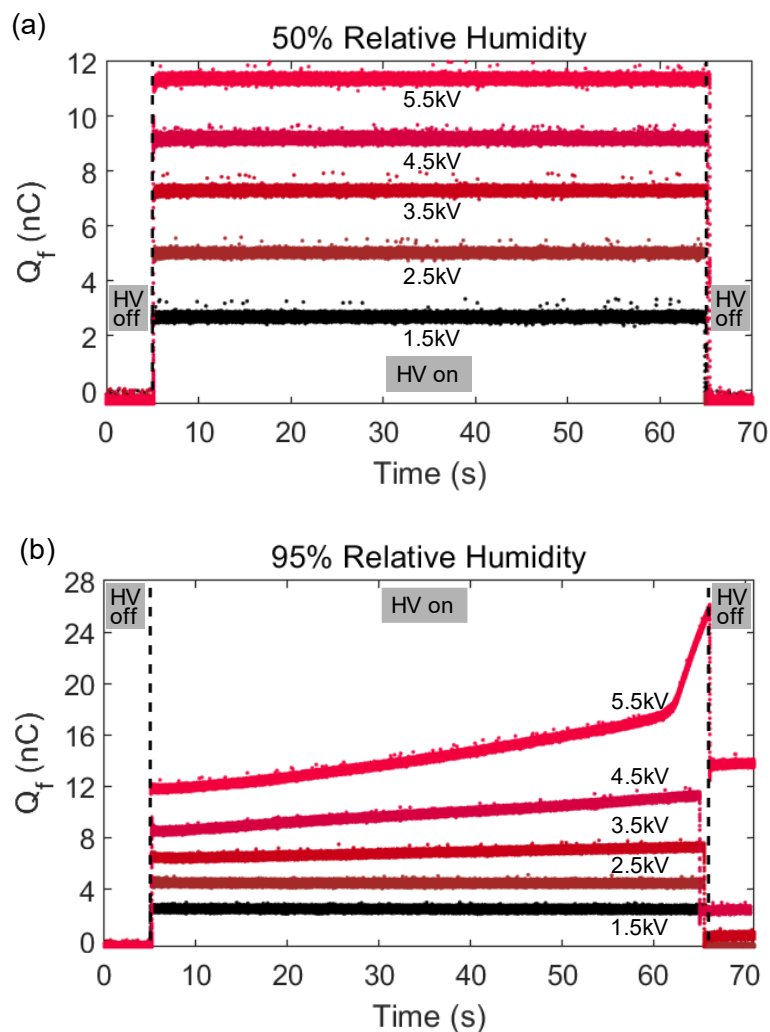 (a)
50% Relative Humidity
12
10
8
6
4
2
0
Q_f (nC)
5.5kV
4.5kV
3.5kV
2.5kV
1.5kV
HV
off
HV on
HV
off
0 10 20 30 40 50 60 70
Time (s)
(b)
95% Relative Humidity
28
24
20
16
12
8
4
0
Q_f (nC)
HV
off
HV on
HV
off
5.5kV
4.5kV
3.5kV
2.5kV
1.5kV
0 10 20 30 40 50 60 70
Time (s)